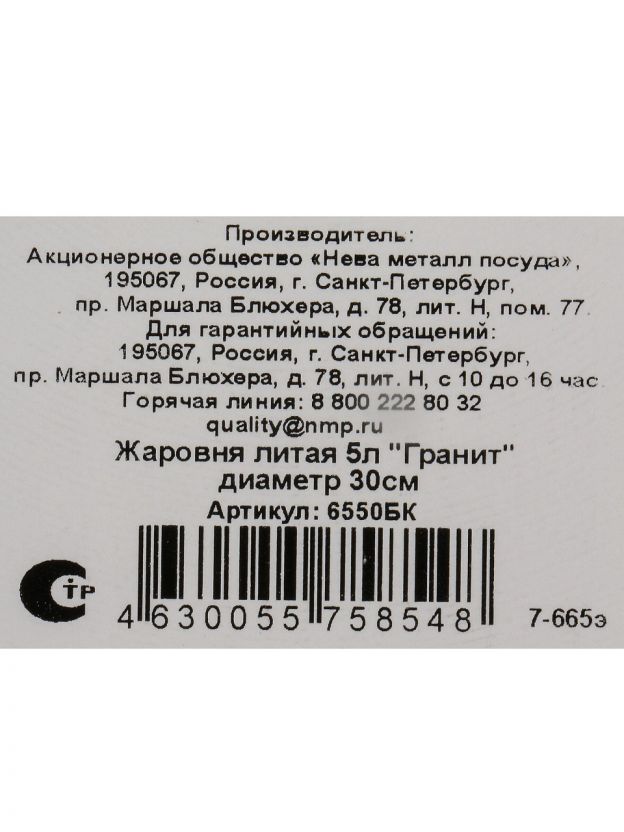 Производитель:
Акционерное общество «Нева металл посуда»,
195067, Россия, г. Санкт-Петербург,
пр. Маршала Блюхера, д. 78, лит. Н, пом. 77.
Для гарантийных обращений:
195067, Россия, г. Санкт-Петербург,
пр. Маршала Блюхера, д. 78, лит. Н, с 10 до 16 час.
Горячая линия: 8 800 222 80 32
quality@nmp.ru
Жаровня литая 5л "Гранит"
диаметр 30см
Артикул: 6550БК
тр
4 630055 758548
7-665э